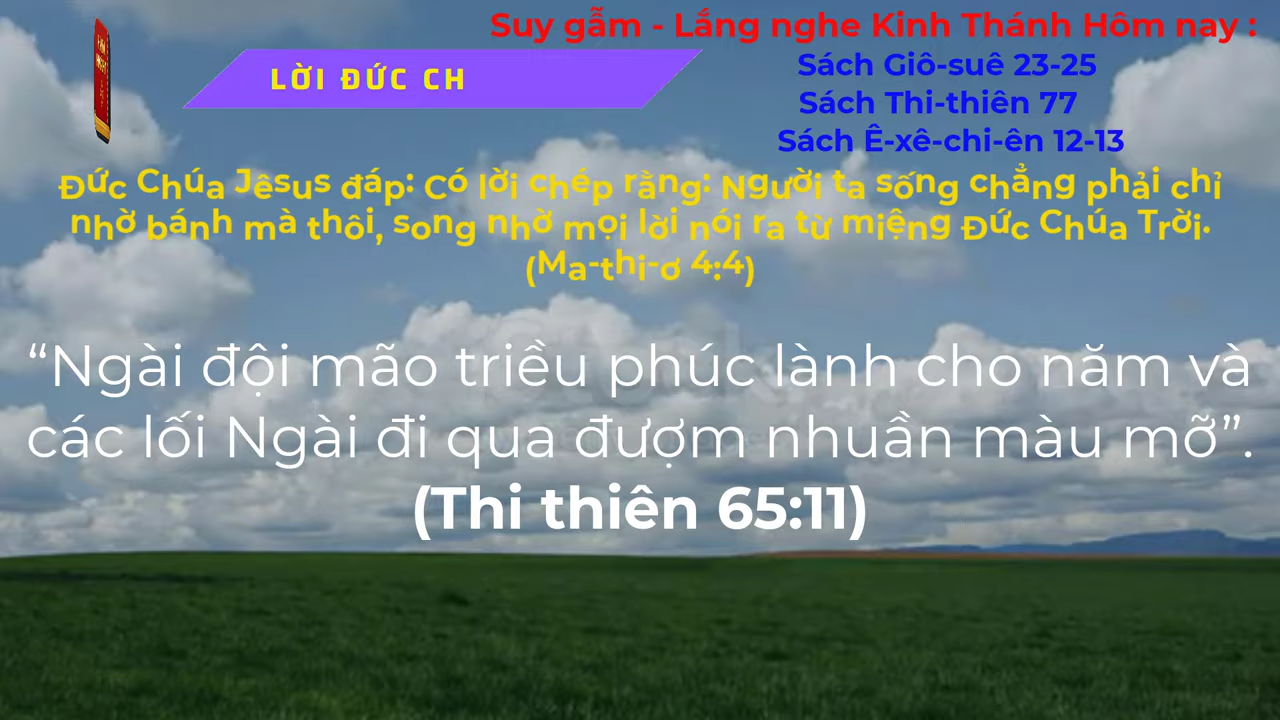 Suy gẫm - Lắng nghe Kinh Thánh Hôm nay :
LỜI ĐỨC CH
Sách Giô-suê 23-25
Sách Thi-thiên 77
Sách Ê-xê-chi-ên 12-13
Đức Chúa Jêsus đáp: Có lời chép rằng: Người ta sống chẳng phải chỉ
nhờ bánh mà thôi, song nhờ mọi lời nói ra từ miệng Đức Chúa Trời.
(Ma-thi-ơ 4:4)
“Ngài đội mão triều phúc lành cho năm và
các lối Ngài đi qua đượm nhuần màu mỡ”.
(Thi thiên 65:11)